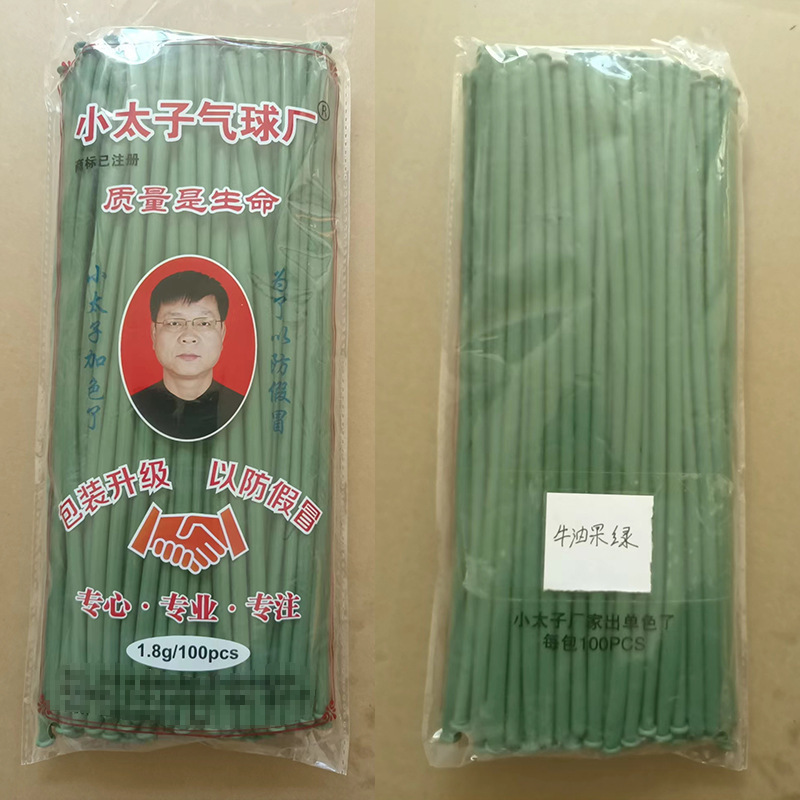 小太子气球厂®
商标已注册
质量是生命
小太子加色了
为了以防假冒
包装升级 以防假冒
专心·专业·专注
1.8g/100pcs
牛油果绿
小太子厂家出单色了
每包100PCS